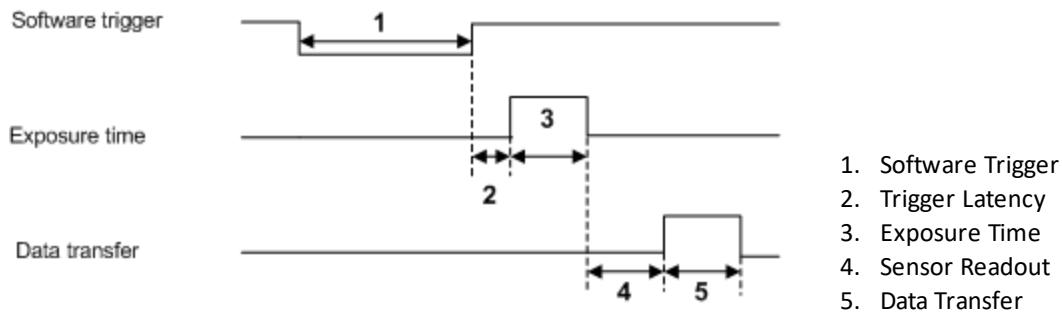 Software trigger
1
3
Exposure time
2
Data transfer
4
5
1. Software Trigger
2. Trigger Latency
3. Exposure Time
4. Sensor Readout
5. Data Transfer